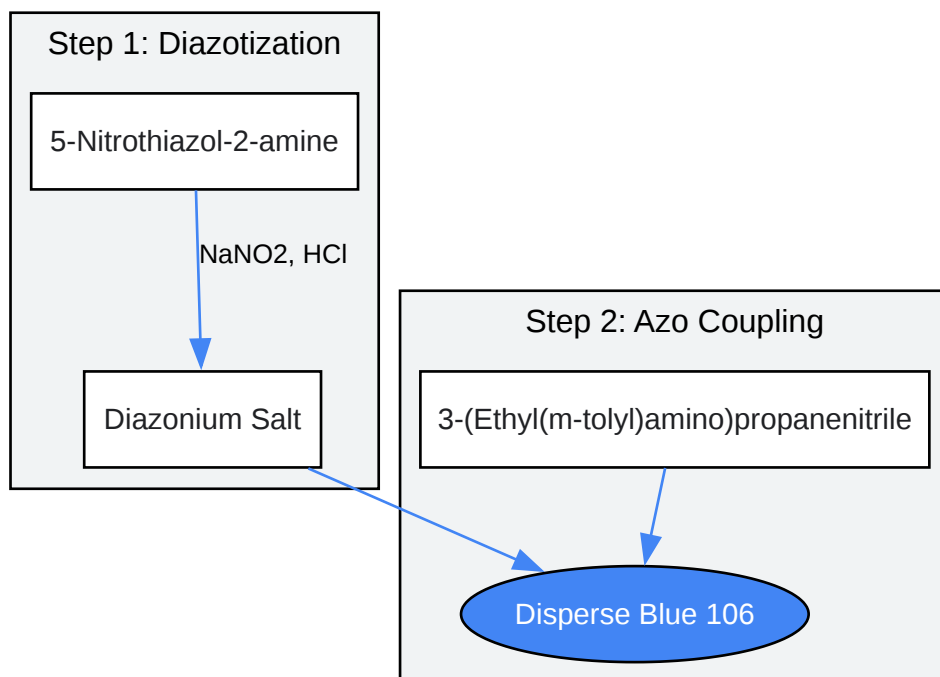 Step 1: Diazotization
5-Nitrothiazol-2-amine
NaNO2, HCl
Diazonium Salt
Step 2: Azo Coupling
3-(Ethyl(m-tolyl)amino)propanenitrile
Disperse Blue 106